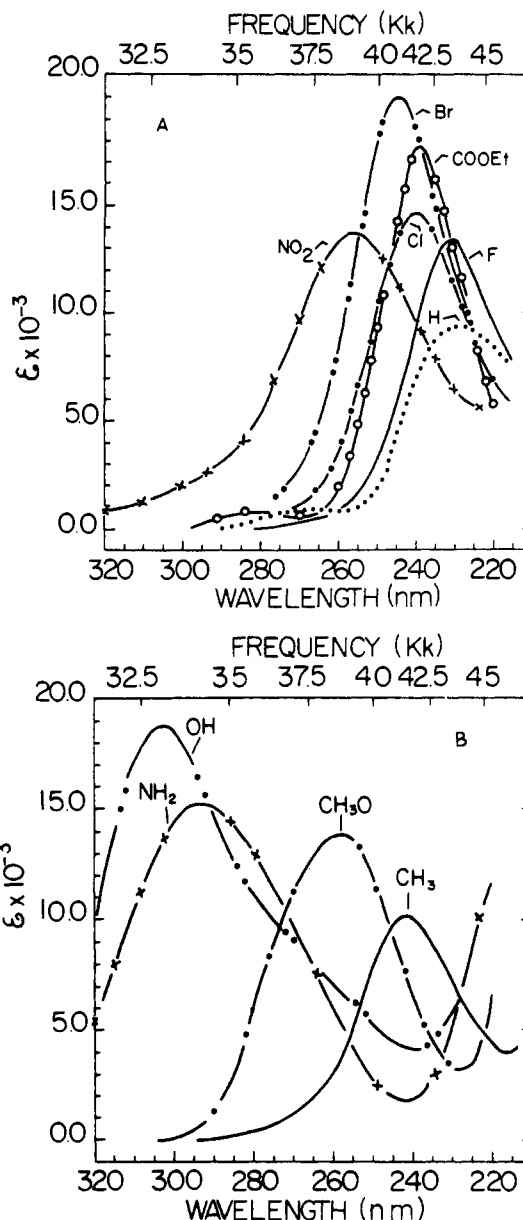 FREQUENCY (Kk)
32.5 35 37.5 40 42.5 45
20.0
A
Br
COOEt
15.0
NO₂
Cl
F
10.0
H
5.0
0.0
ε x 10⁻³
320 300 280 260 240 220
WAVELENGTH (nm)
FREQUENCY (Kk)
32.5 35 37.5 40 42.5 45
20.0
B
OH
NH₂
CH₃O
15.0
CH₃
10.0
5.0
0.0
ε x 10⁻³
320 300 280 260 240 220
WAVELENGTH (nm)